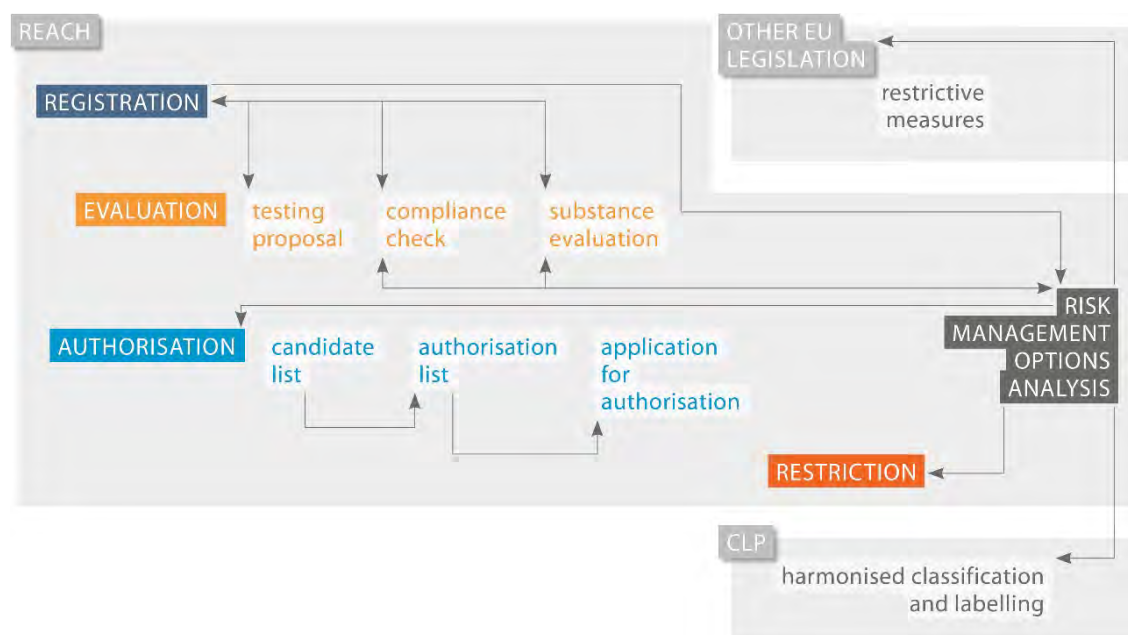 REACH
OTHER EU
LEGISLATION
restrictive
measures
REGISTRATION
EVALUATION
testing
proposal
compliance
check
substance
evaluation
RISK
MANAGEMENT
OPTIONS
ANALYSIS
AUTHORISATION
candidate
list
authorisation
list
application
for
authorisation
RESTRICTION
CLP
harmonised classification
and labelling